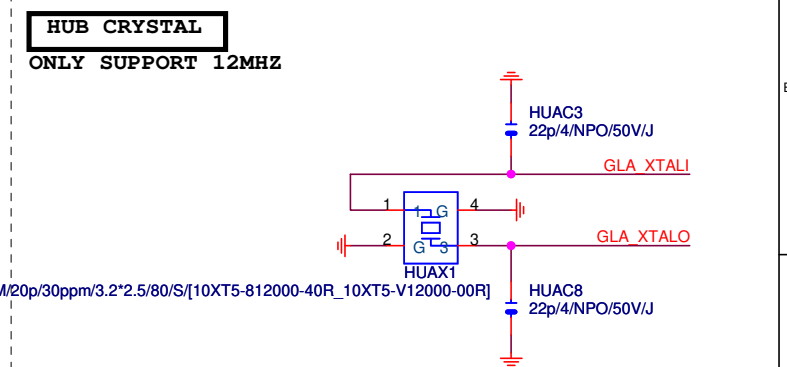 HUB CRYSTAL
ONLY SUPPORT 12MHZ
HUAC3
22p/4/NPO/50V/J
GLA_XTALI
1 1 G 4
GLA_XTALO
2 G 3 3
HUAX1
M/20p/30ppm/3.2*2.5/80/S/[10XT5-812000-40R_10XT5-V12000-00R]
HUAC8
22p/4/NPO/50V/J